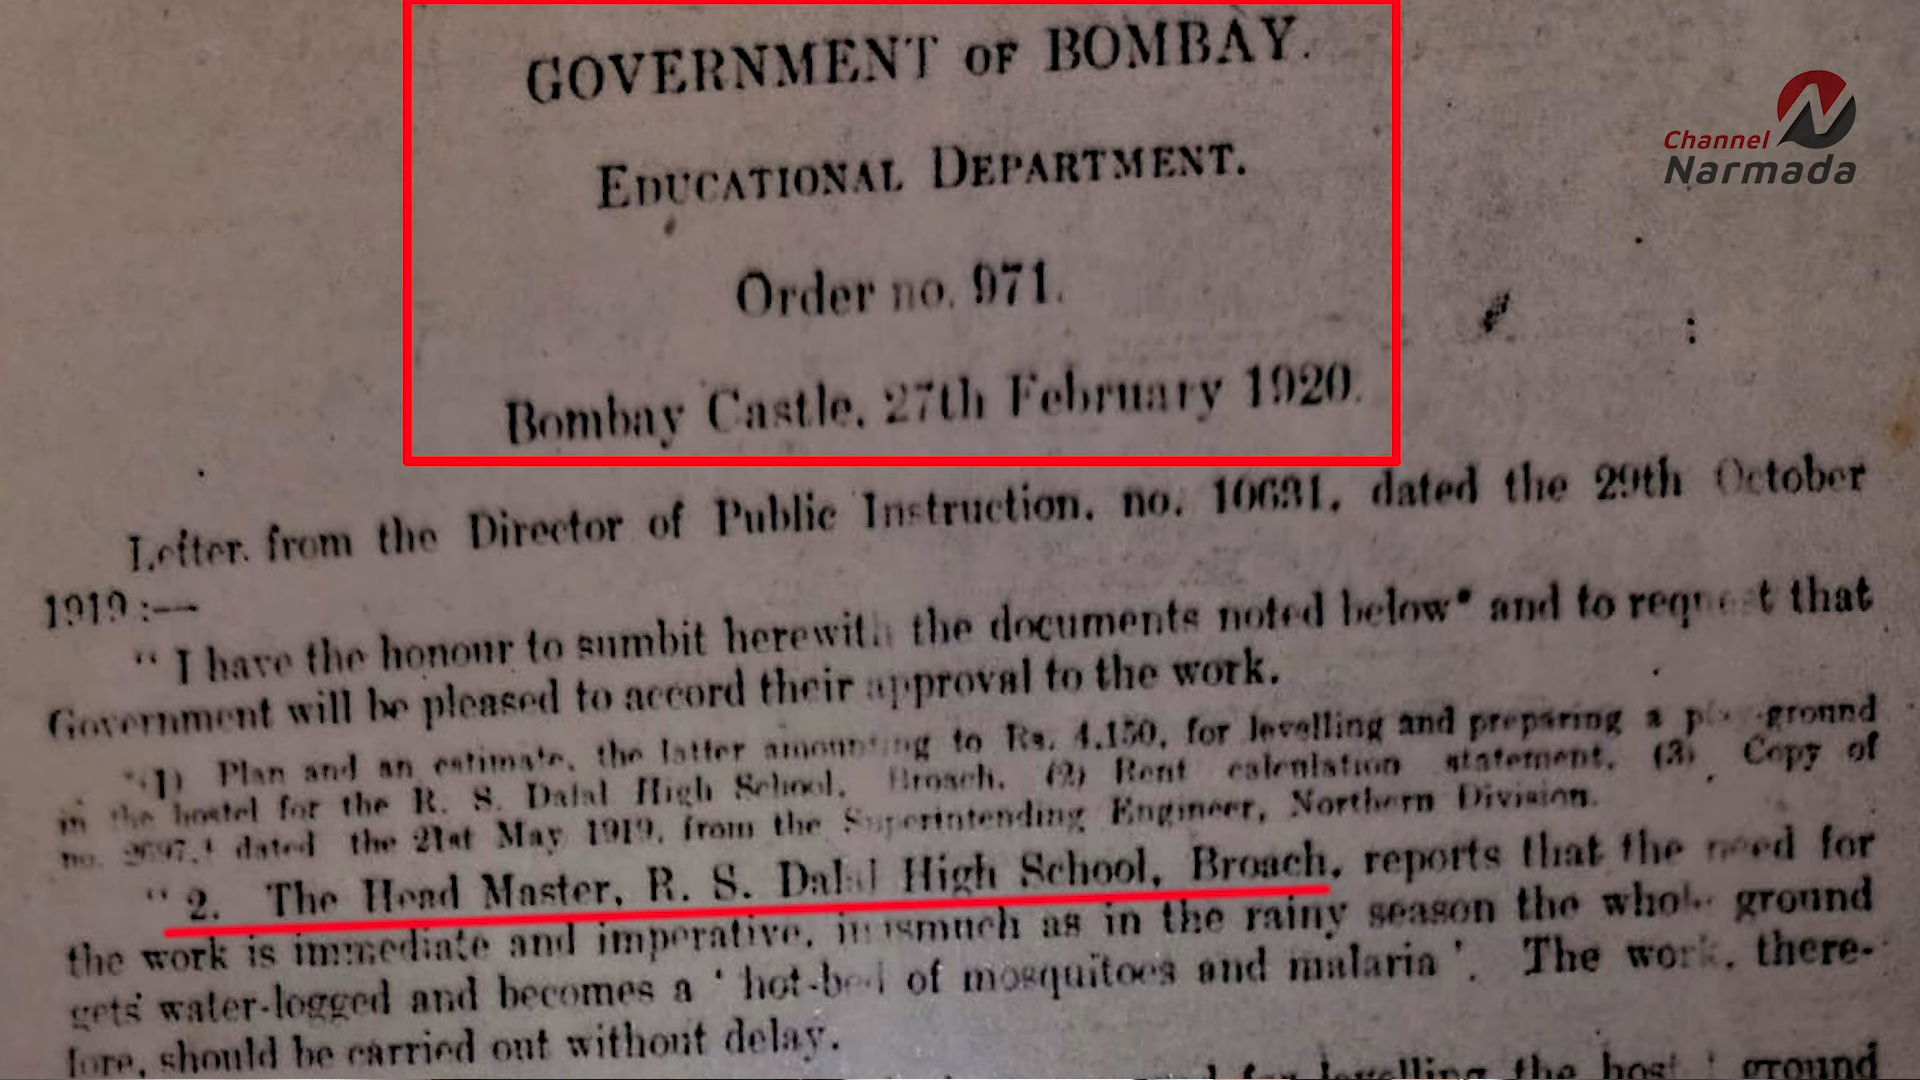 GOVERNMENT OF BOMBAY.
EDUCATIONAL DEPARTMENT.
Channel
Narmada
Order no. 971.
Bombay Castle, 27th February 1920.
Letter from the Director of Public Instruction, no. 10631, dated the 29th October
1919 :—
" I have the honour to sumbit herewith the documents noted below* and to request that
Government will be pleased to accord their approval to the work.
"(1) Plan and an estimate, the latter amounting to Rs. 4,150, for levelling and preparing a play-ground
in the hostel for the R. S. Dalal High School, Broach. (2) Rent calculation statement. (3) Copy of
no. dated the 21st May 1919, from the Superintending Engineer, Northern Division.
" 2. The Head Master, R. S. Dalal High School, Broach, reports that the need for
the work is immediate and imperative, inasmuch as in the rainy season the whole ground
gets water-logged and becomes a ' hot-bed of mosquitoes and malaria '. The work, there-
fore, should be carried out without delay.
for levelling the ground